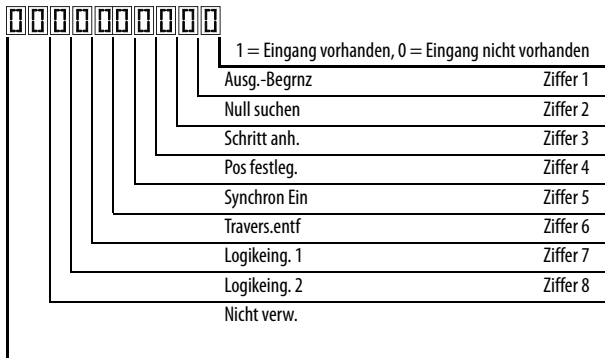 0000000000
1 = Eingang vorhanden, 0 = Eingang nicht vorhanden
Ausg.-Begrnz Ziffer 1
Null suchen Ziffer 2
Schritt anh. Ziffer 3
Pos festleg. Ziffer 4
Synchron Ein Ziffer 5
Travers.entf Ziffer 6
Logikeing. 1 Ziffer 7
Logikeing. 2 Ziffer 8
Nicht verw.